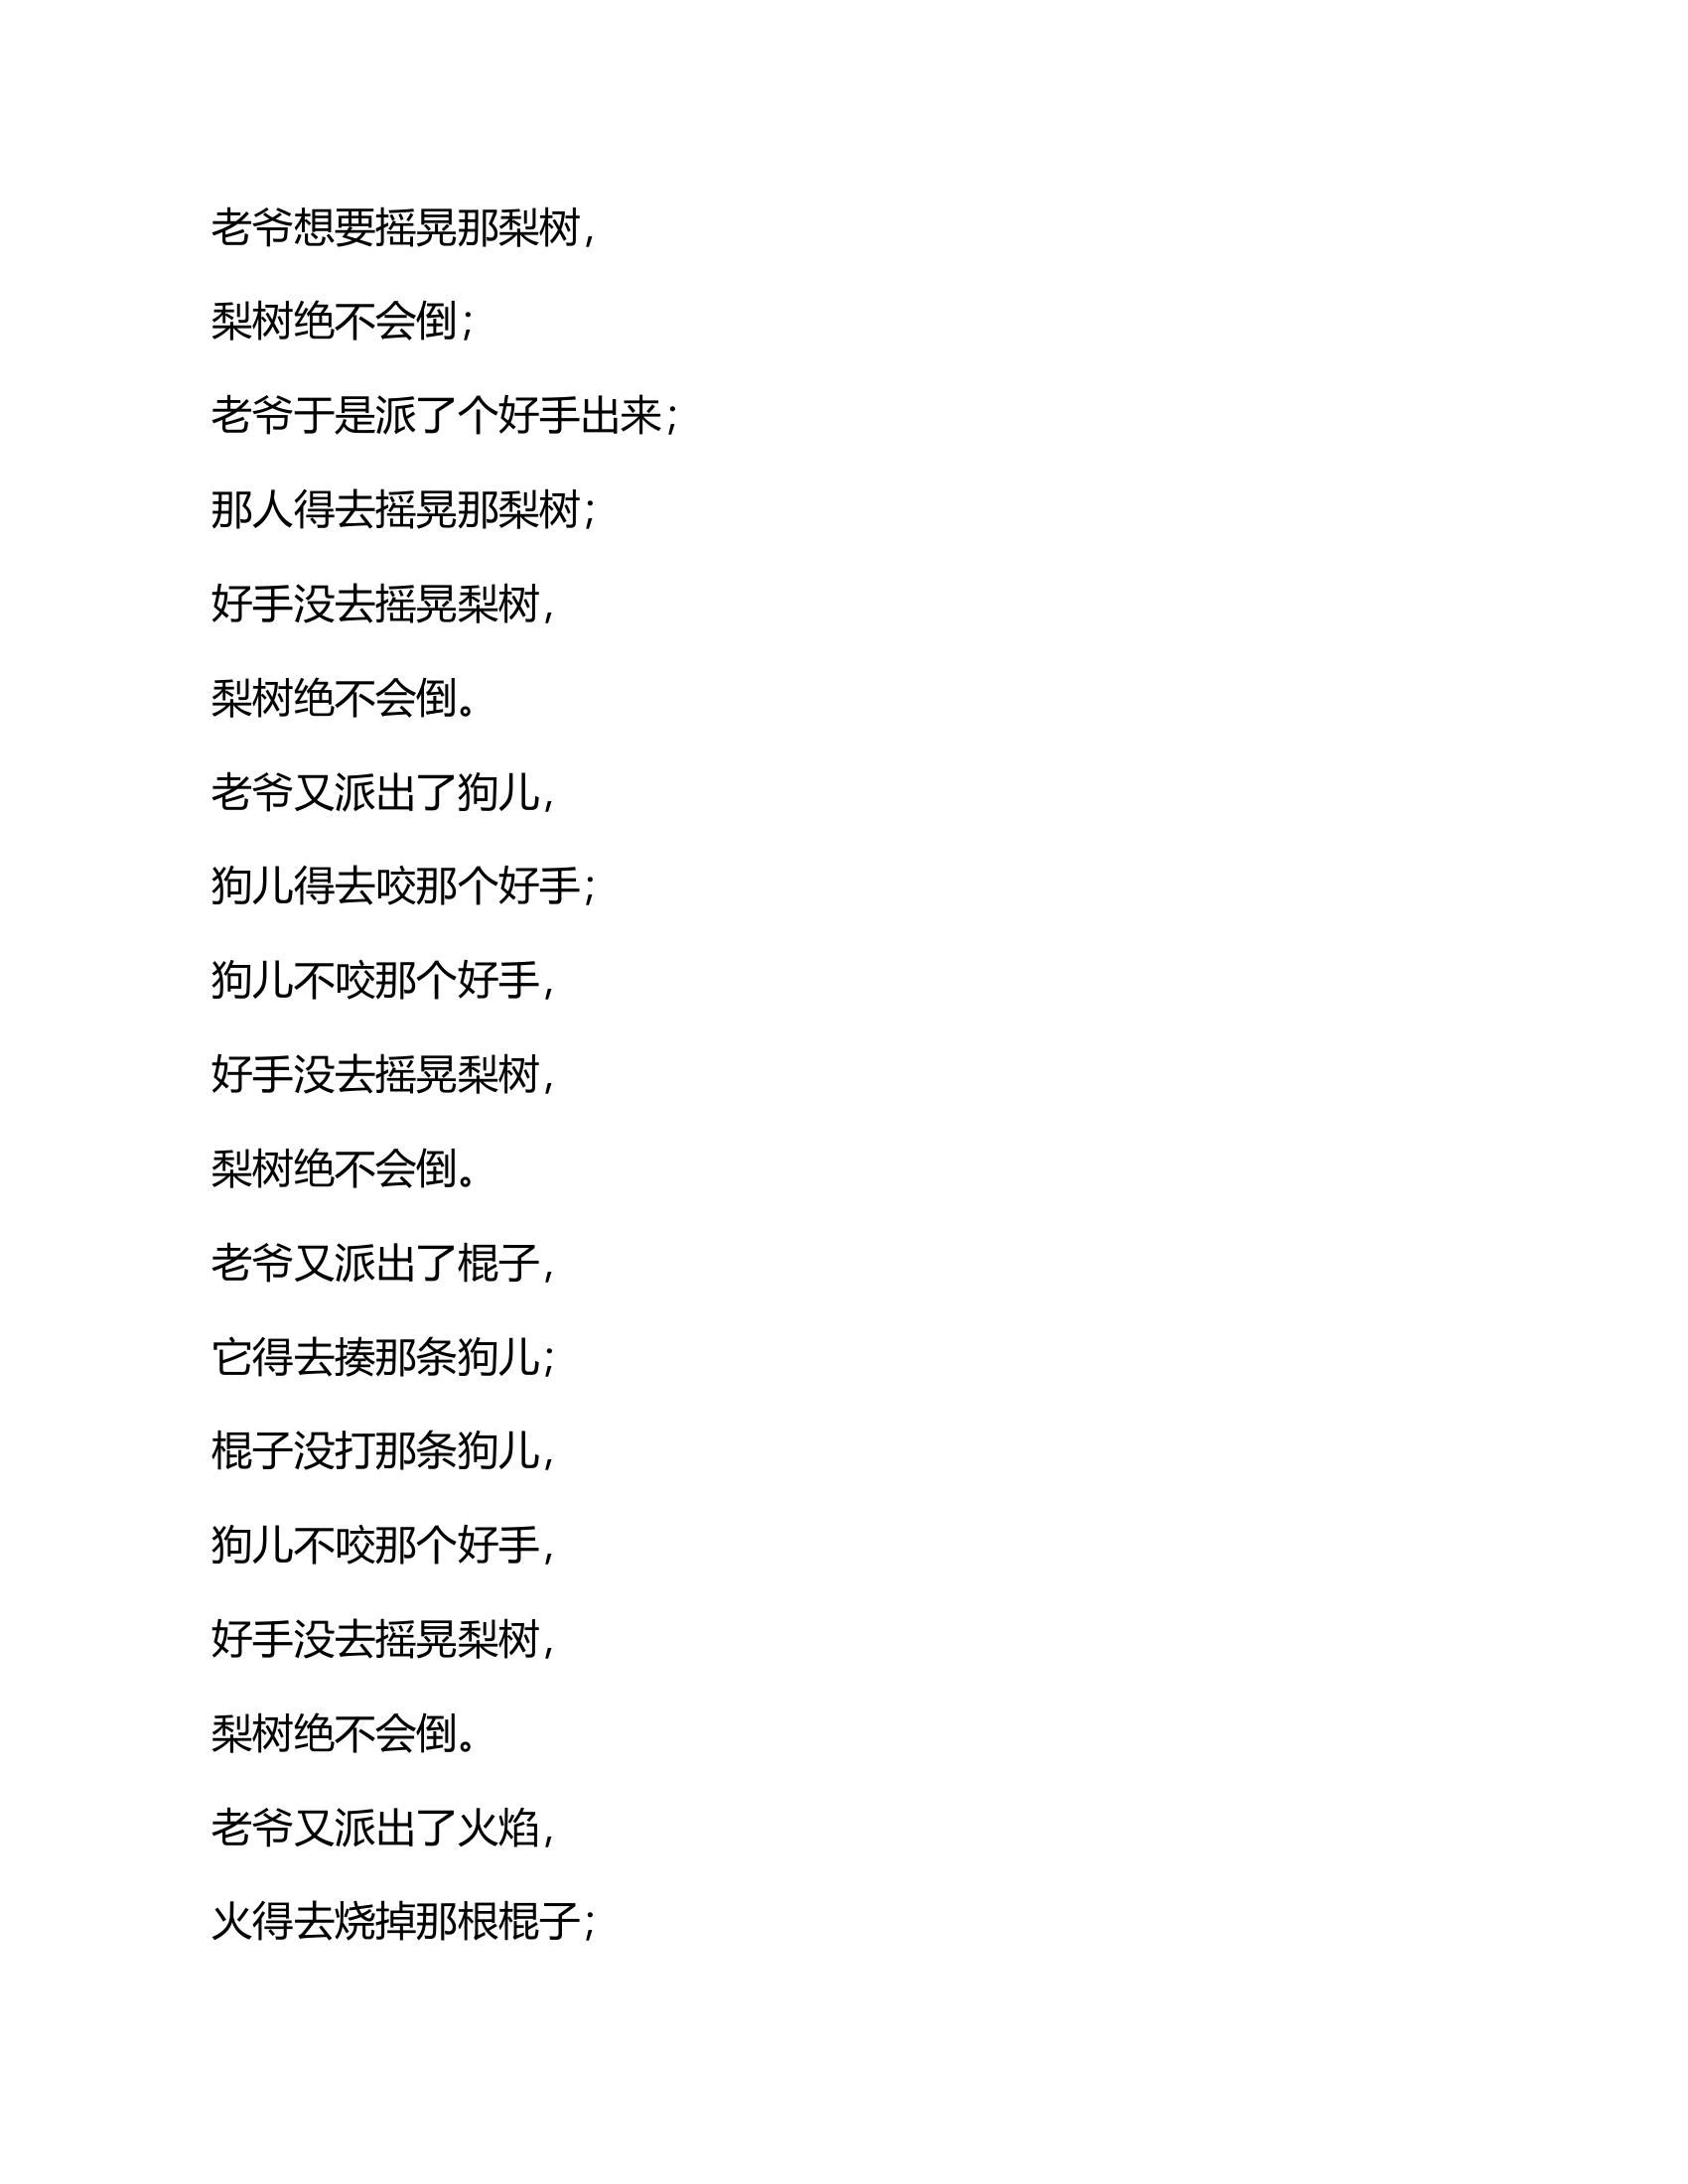 老爷想要摇晃那梨树，
梨树绝不会倒；
老爷于是派了个好手出来；
那人得去摇晃那梨树；
好手没去摇晃梨树，
梨树绝不会倒。
老爷又派出了狗儿，
狗儿得去咬那个好手；
狗儿不咬那个好手，
好手没去摇晃梨树，
梨树绝不会倒。
老爷又派出了棍子，
它得去揍那条狗儿；
棍子没打那条狗儿，
狗儿不咬那个好手，
好手没去摇晃梨树，
梨树绝不会倒。
老爷又派出了火焰，
火得去烧掉那根棍子；